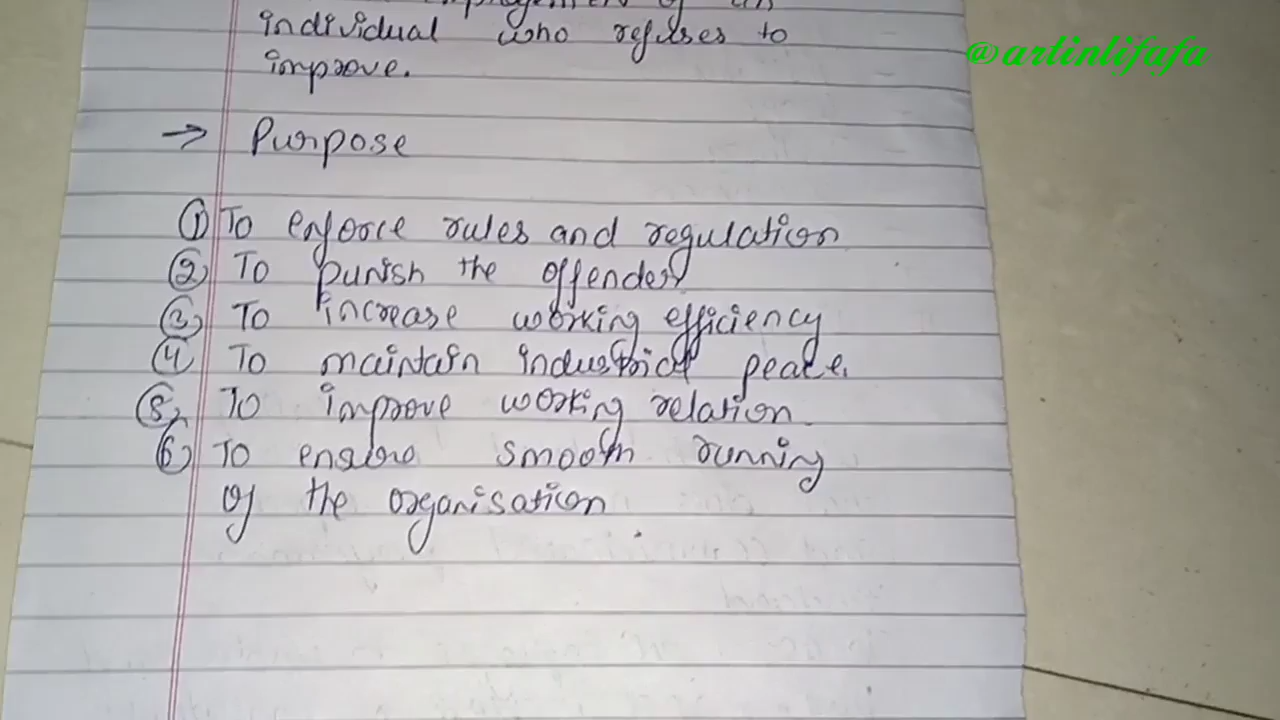 of an
individual who refuses to
improve.
@artinlifafa
→ Purpose
① To enforce rules and regulation
② To punish the offender
③ To increase working efficiency
④ To maintain industrial peace.
⑤ To improve working relation
⑥ To ensure smooth running
of the organisation